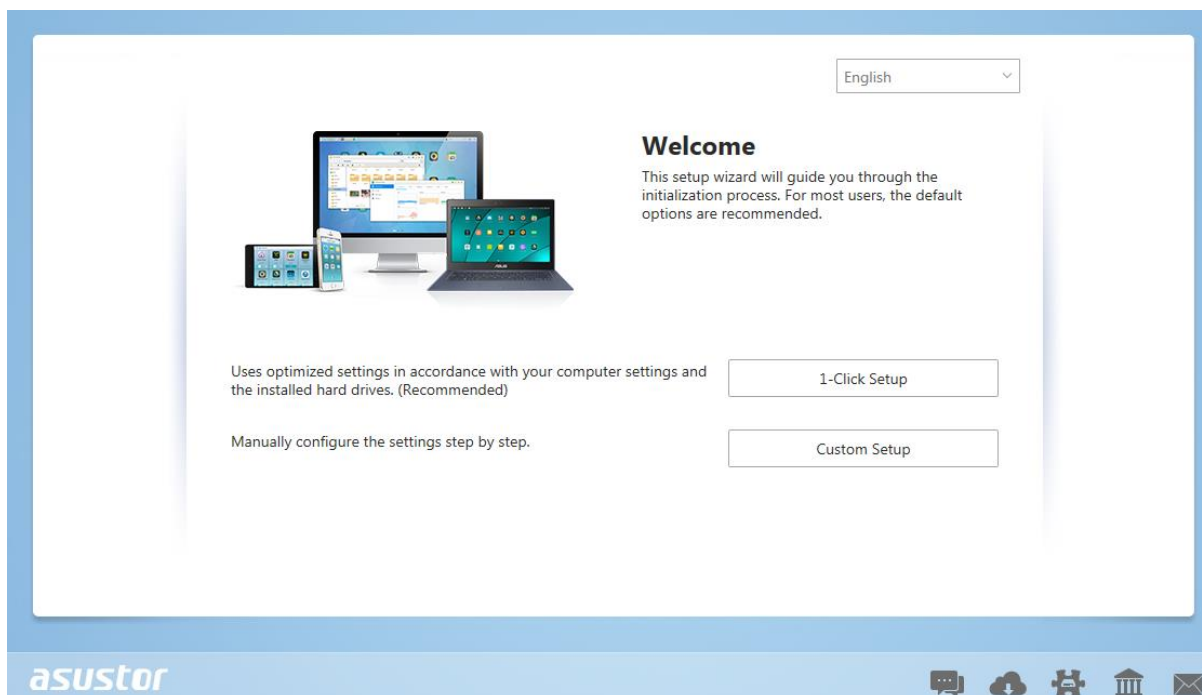 English
Welcome
This setup wizard will guide you through the
initialization process. For most users, the default
options are recommended.
Uses optimized settings in accordance with your computer settings and
the installed hard drives. (Recommended)
1-Click Setup
Manually configure the settings step by step.
Custom Setup
asustor